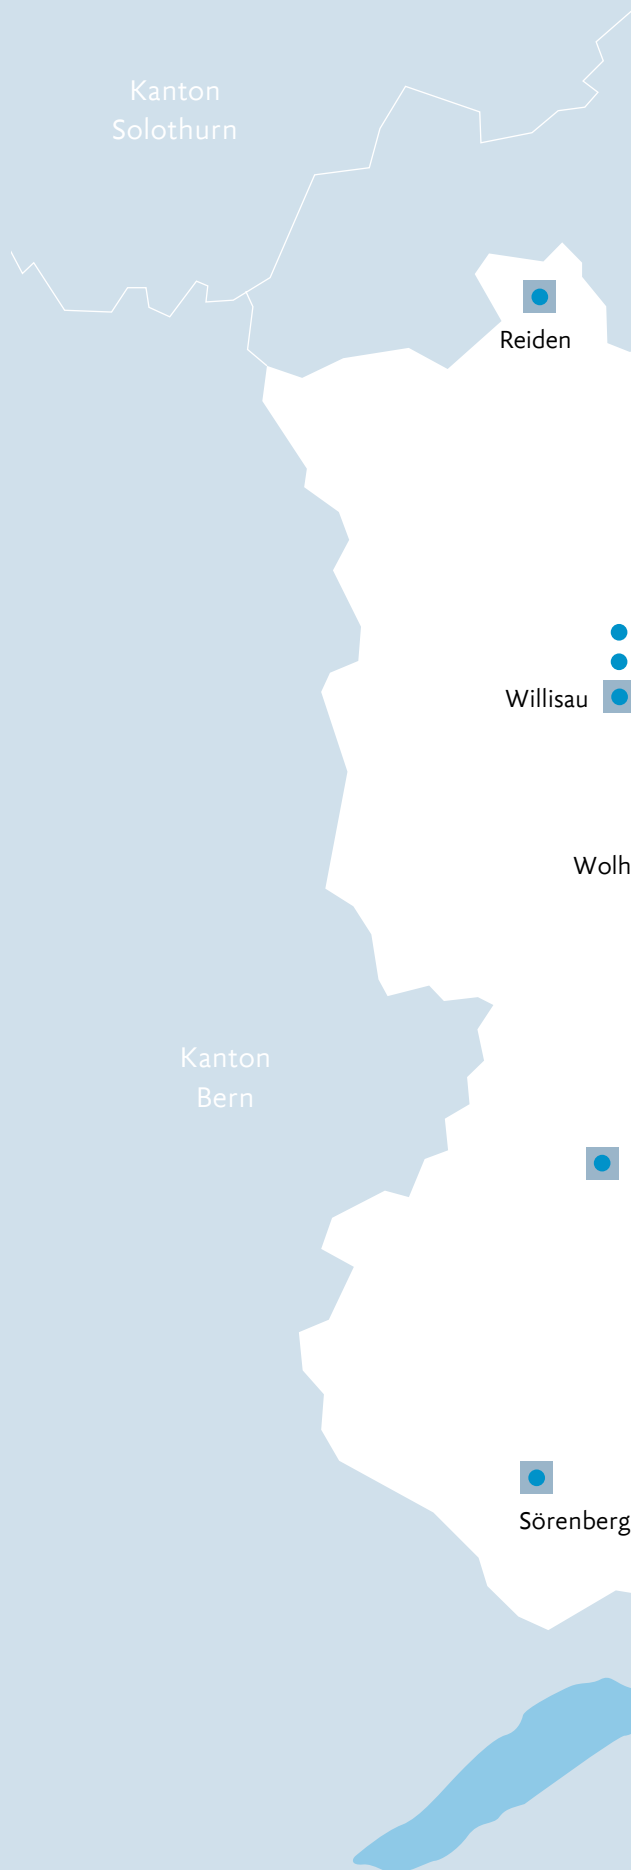 Kanton
Solothurn
Reiden
Willisau
Wolh
Kanton
Bern
Sörenberg